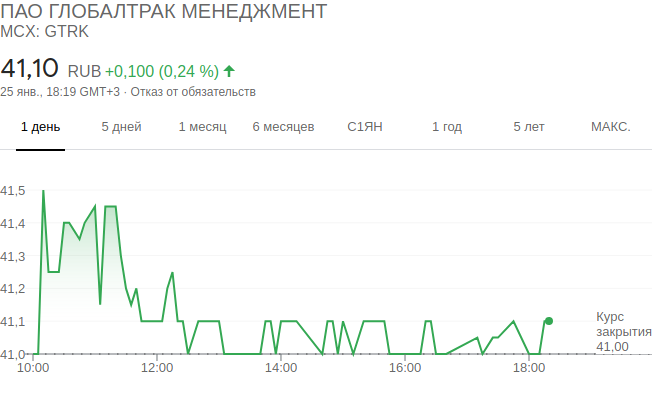 ПАО ГЛОБАЛТРАК МЕНЕДЖМЕНТ
MCX: GTRK
41,10 RUB +0,100 (0,24 %)
25 янв., 18:19 GMT+3 · Отказ от обязательств
1 день 5 дней 1 месяц 6 месяцев С1ЯН 1 год 5 лет МАКС.
41,5
41,4
41,3
41,2
41,1
41,0
Курс
закрытия
41,00
10:00 12:00 14:00 16:00 18:00